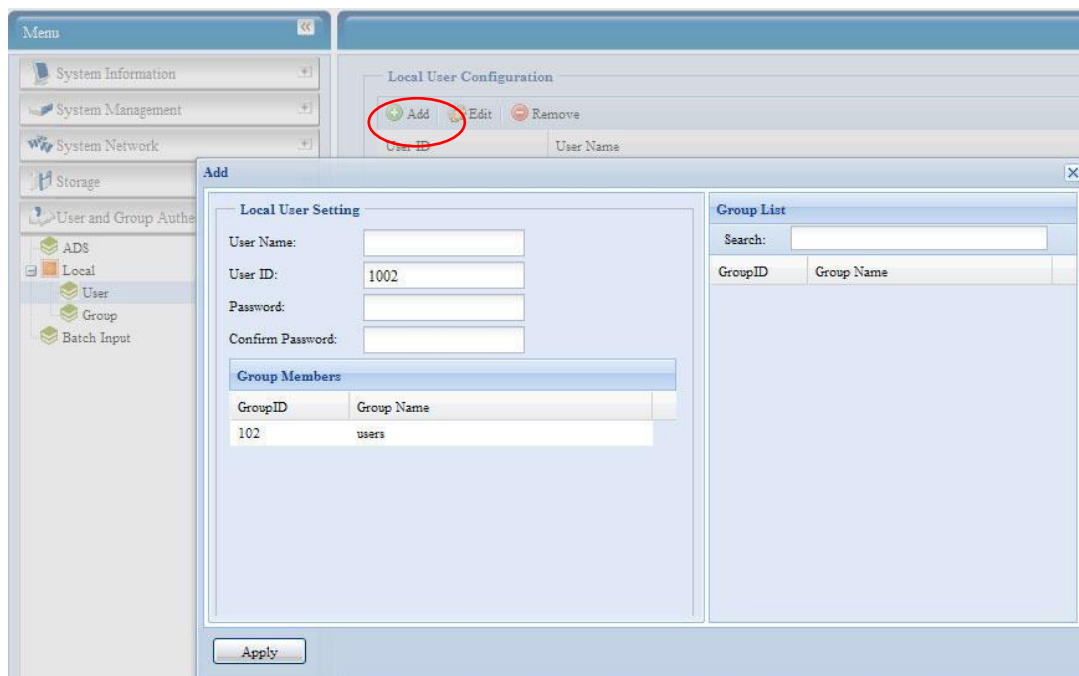 Menu
System Information
System Management
System Network
Storage
User and Group Authe
ADS
Local
User
Group
Batch Input
Local User Configuration
Add Edit Remove
User ID User Name
Add
Local User Setting
User Name:
User ID: 1002
Password:
Confirm Password:
Group Members
GroupID Group Name
102 users
Group List
Search:
GroupID Group Name
Apply